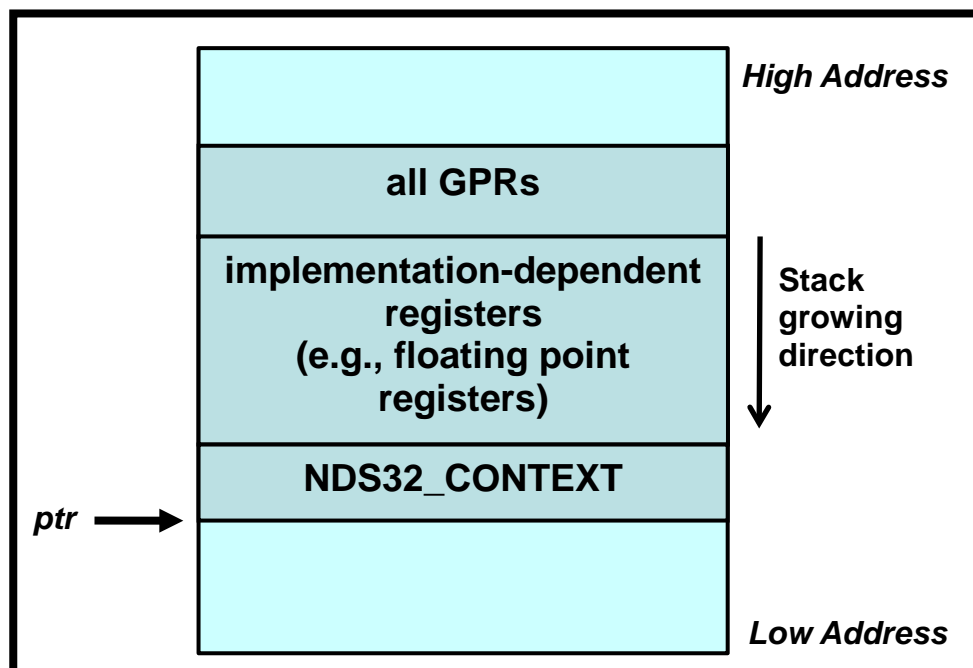 High Address
all GPRs
implementation-dependent
registers
(e.g., floating point
registers)
Stack
growing
direction
NDS32_CONTEXT
ptr
Low Address